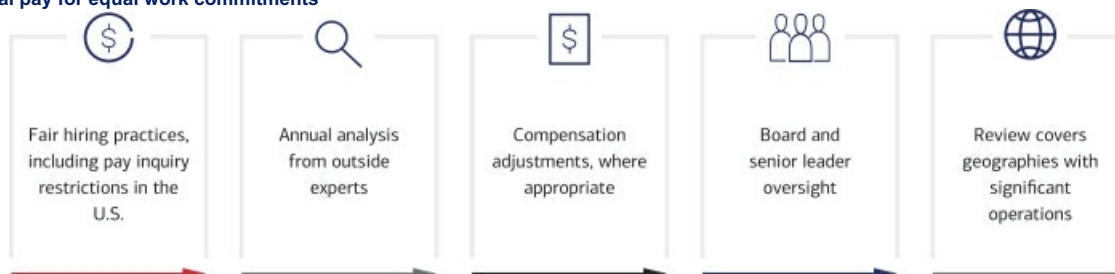 pay for equal work commitments
$
$
Fair hiring practices,
including pay inquiry
restrictions in the
U.S.
Annual analysis
from outside
experts
Compensation
adjustments, where
appropriate
Board and
senior leader
oversight
Review covers
geographies with
significant
operations